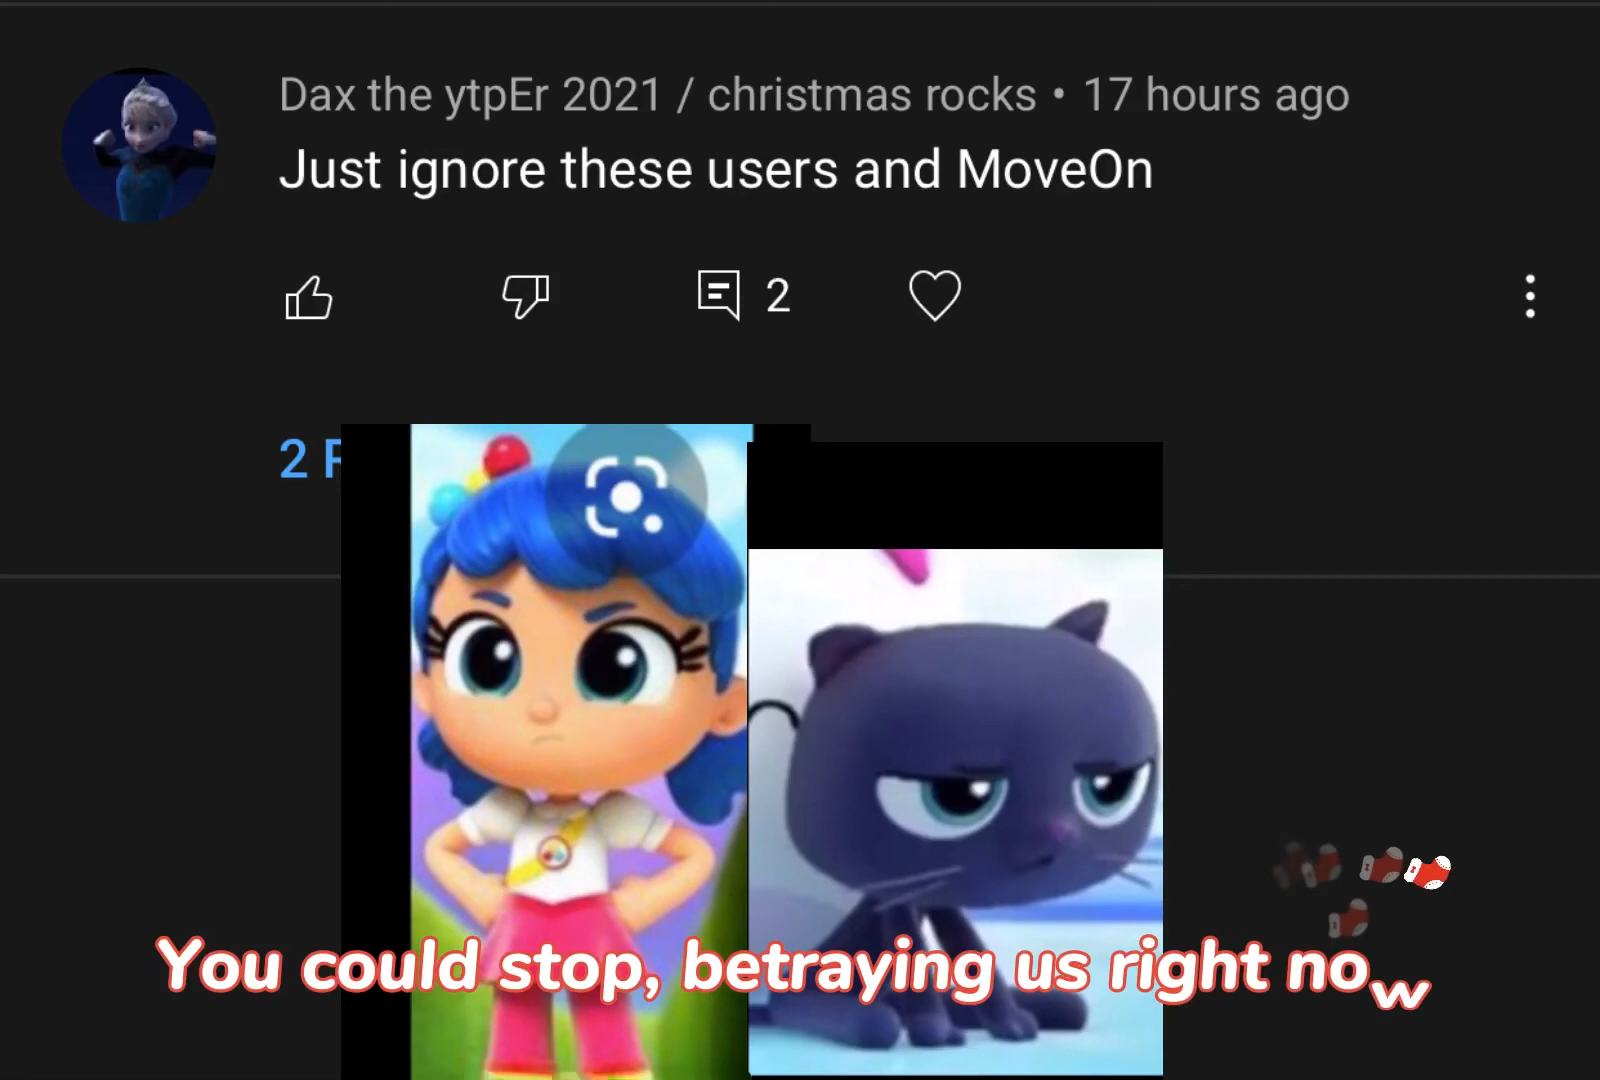 Dax the ytpEr 2021 / christmas rocks • 17 hours ago
Just ignore these users and MoveOn
2
2
You could stop, betraying us right now